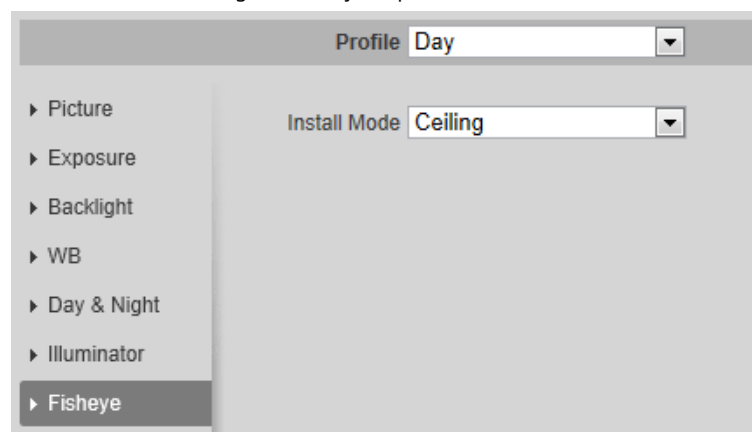 Profile Day
Picture
Install Mode Ceiling
Exposure
Backlight
WB
Day & Night
Illuminator
Fisheye